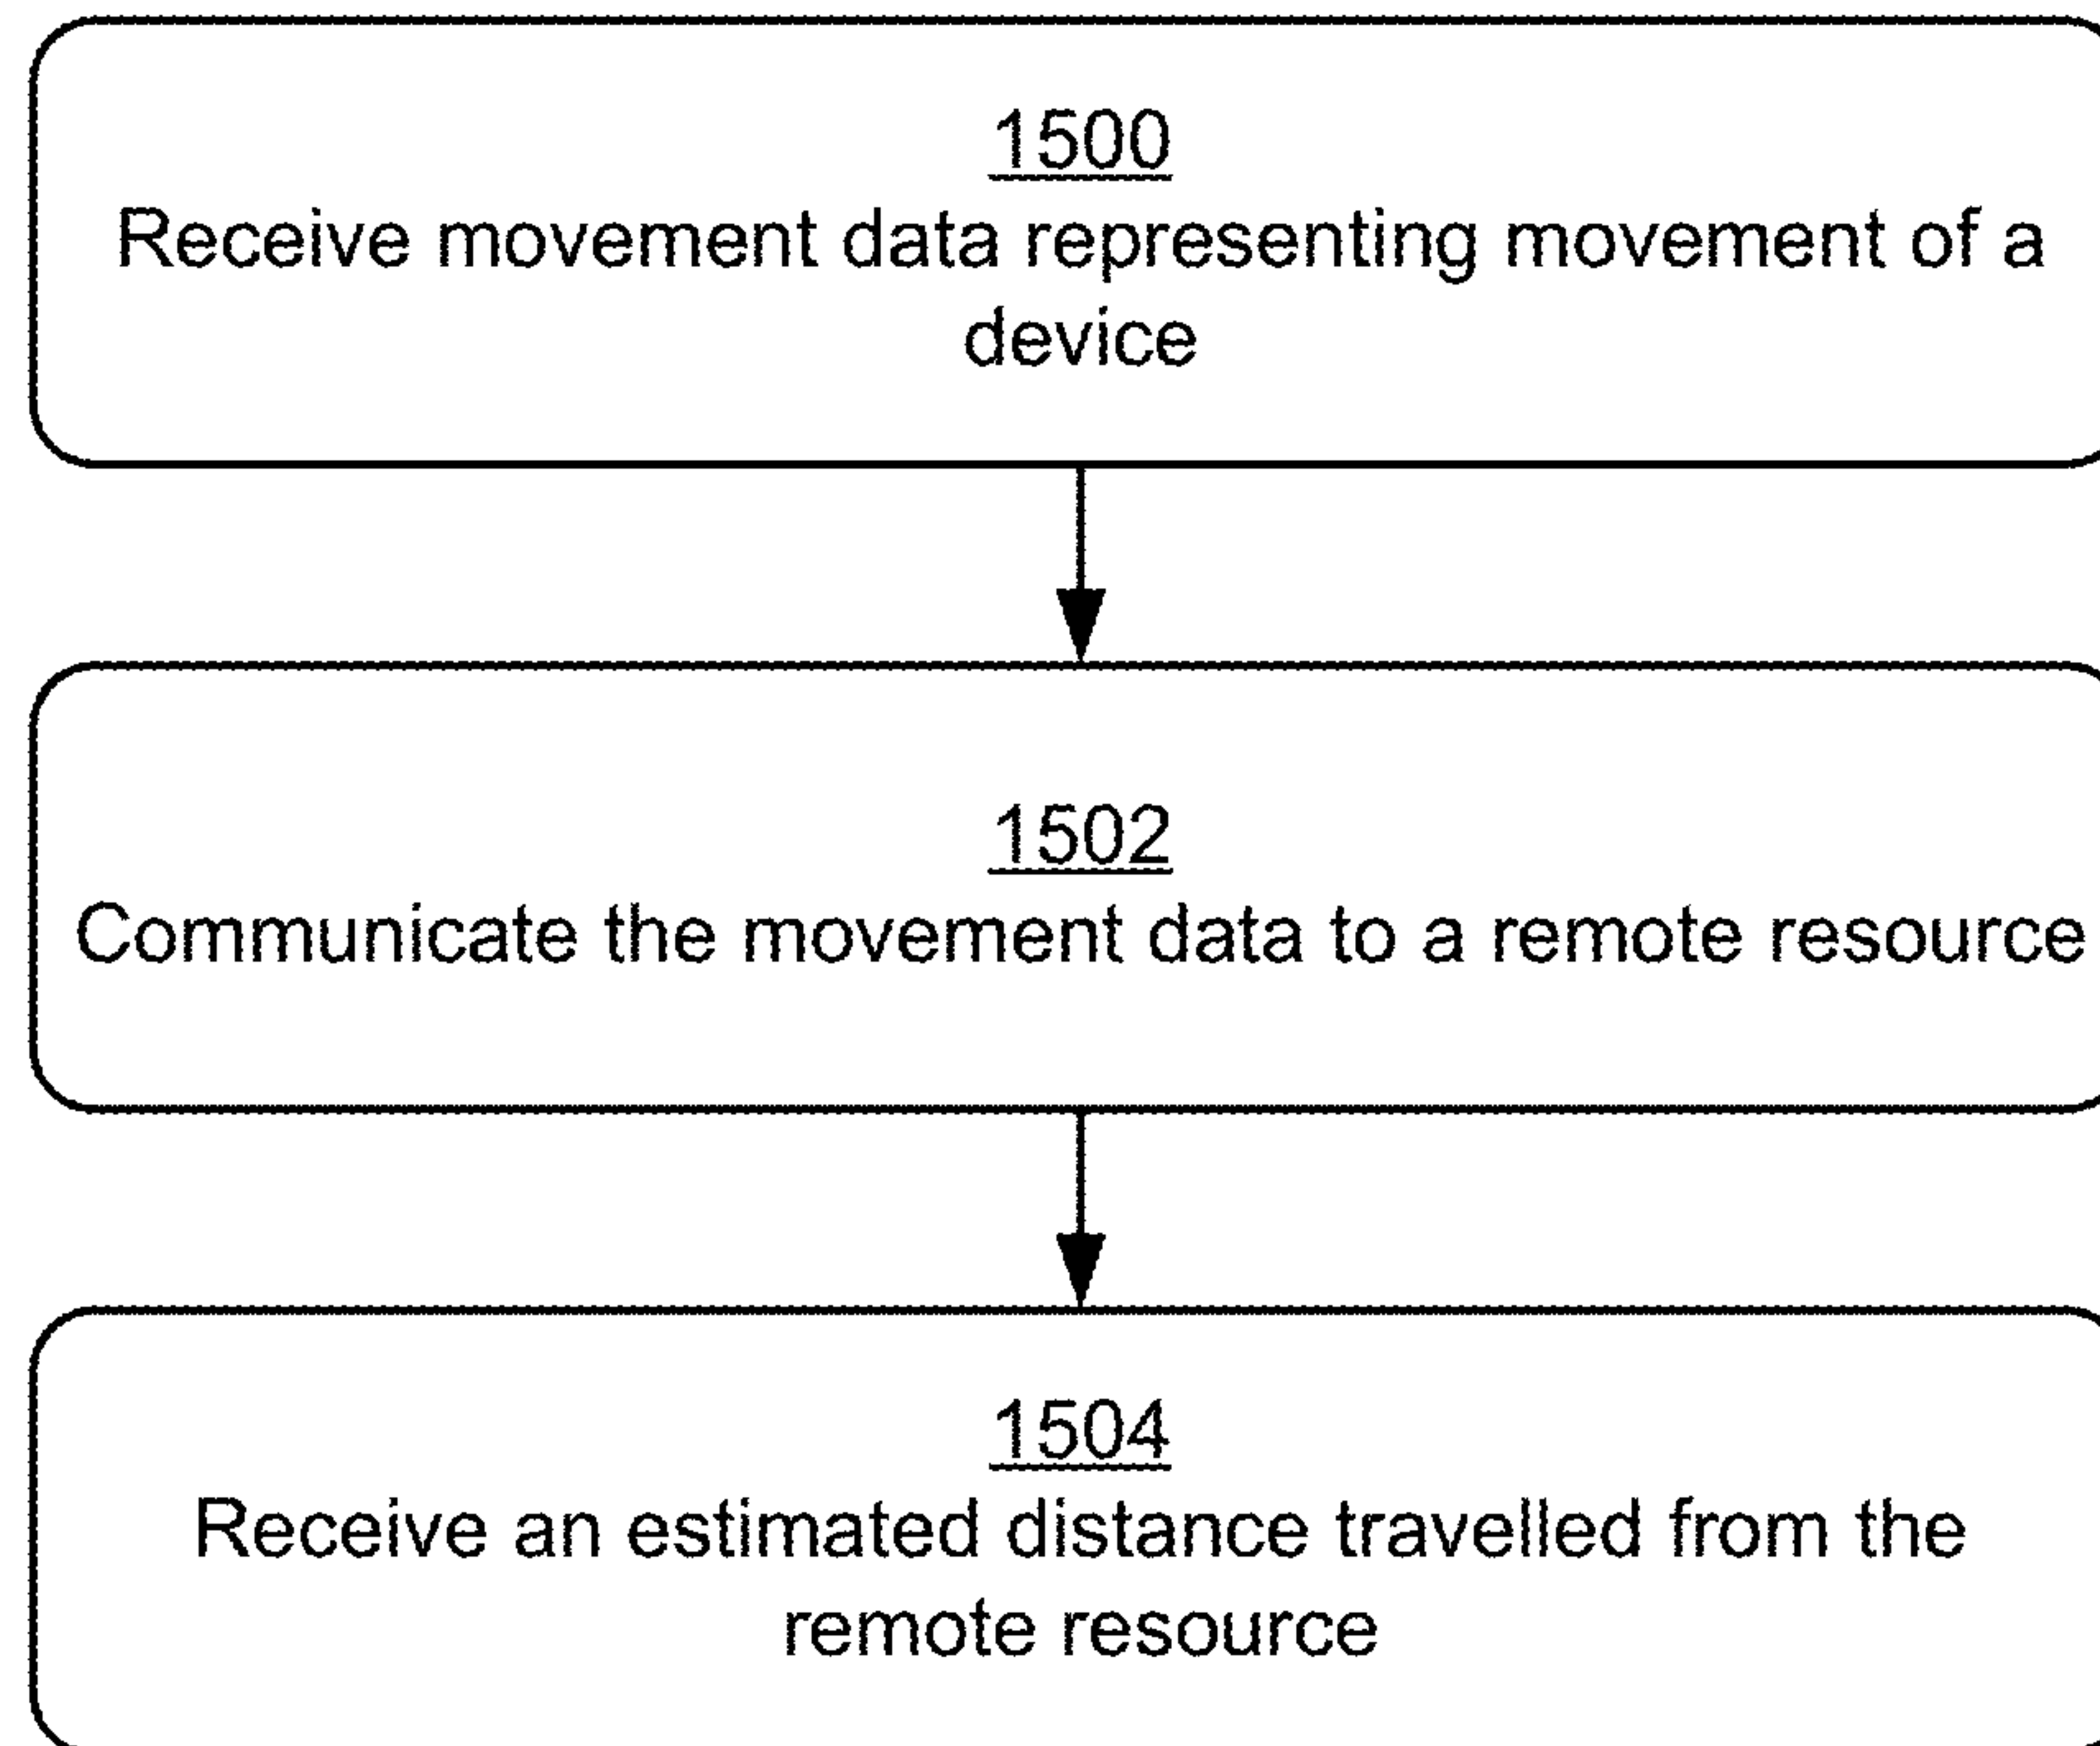 1500
Receive movement data representing movement of a
device
1502
Communicate the movement data to a remote resource
1504
Receive an estimated distance travelled from the
remote resource